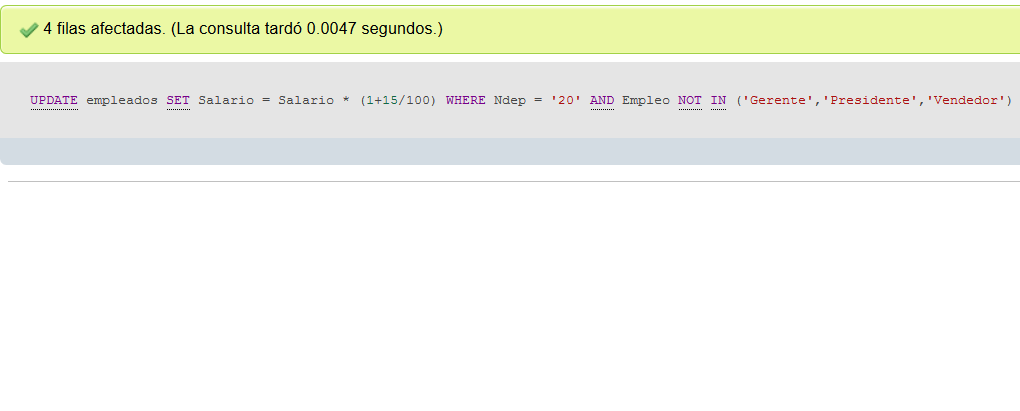 4 filas afectadas. (La consulta tardó 0.0047 segundos.)
UPDATE empleados SET Salario = Salario * (1+15/100) WHERE Ndep = '20' AND Empleo NOT IN ('Gerente','Presidente','Vendedor')